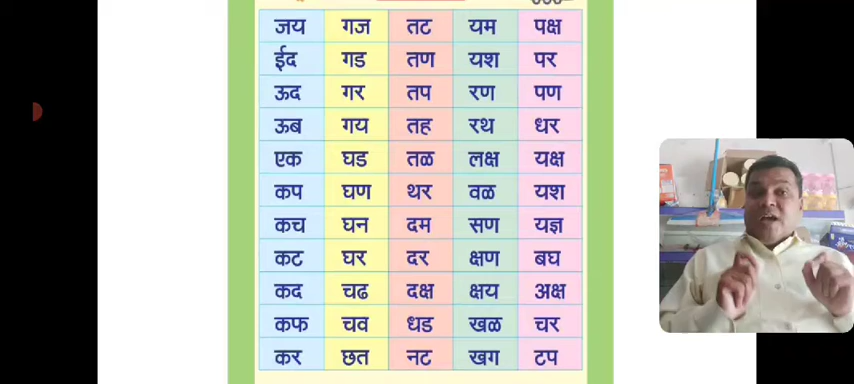 जय गज तट यम पक्ष
ईद गड तण यश पर
ऊद गर तप रण पण
ऊब गय तह रथ धर
एक घड तळ लक्ष यक्ष
कप घण थर वळ यश
कच घन दम सण यज्ञ
कट घर दर क्षण बघ
कद चढ दक्ष क्षय अक्ष
कफ चव धड खळ चर
कर छत नट खग टप